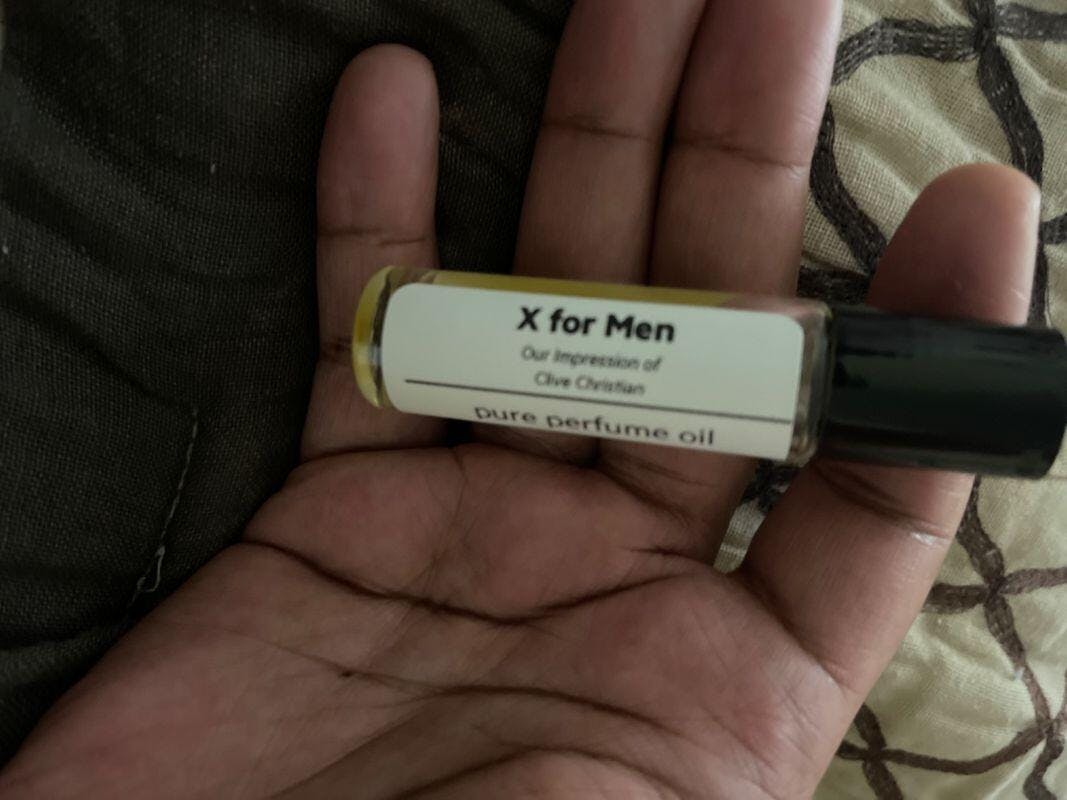 X for Men
Our Impression of
Clive Christian
pure perfume oil